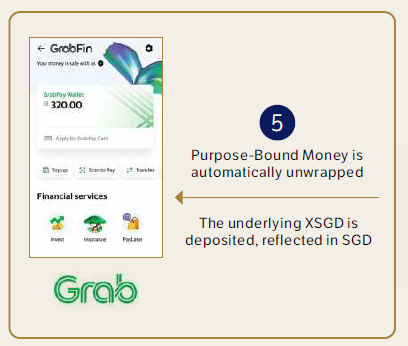 ← GrabFin
Your money is safe with us
GrabPay Wallet
320.00
Apply for GrabPay Card
Topup
Scan to Pay
Transfer
Financial services
Invest
Insurance
PayLater
Grab
5
Purpose-Bound Money is
automatically unwrapped
The underlying XSGD is
deposited, reflected in SGD